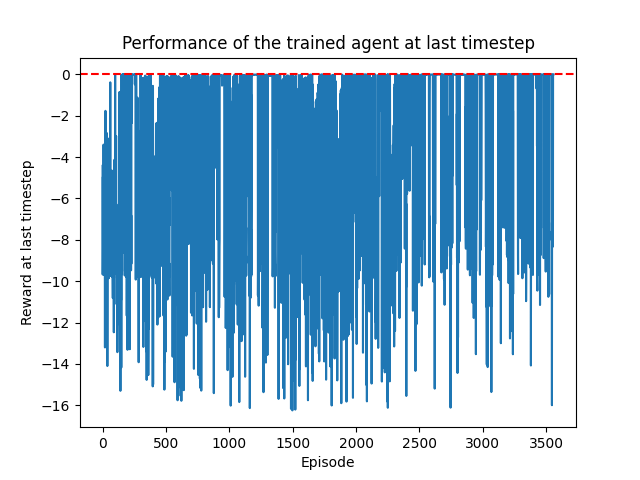 Performance of the trained agent at last timestep
Reward at last timestep
0
−2
−4
−6
−8
−10
−12
−14
−16
0 500 1000 1500 2000 2500 3000 3500
Episode